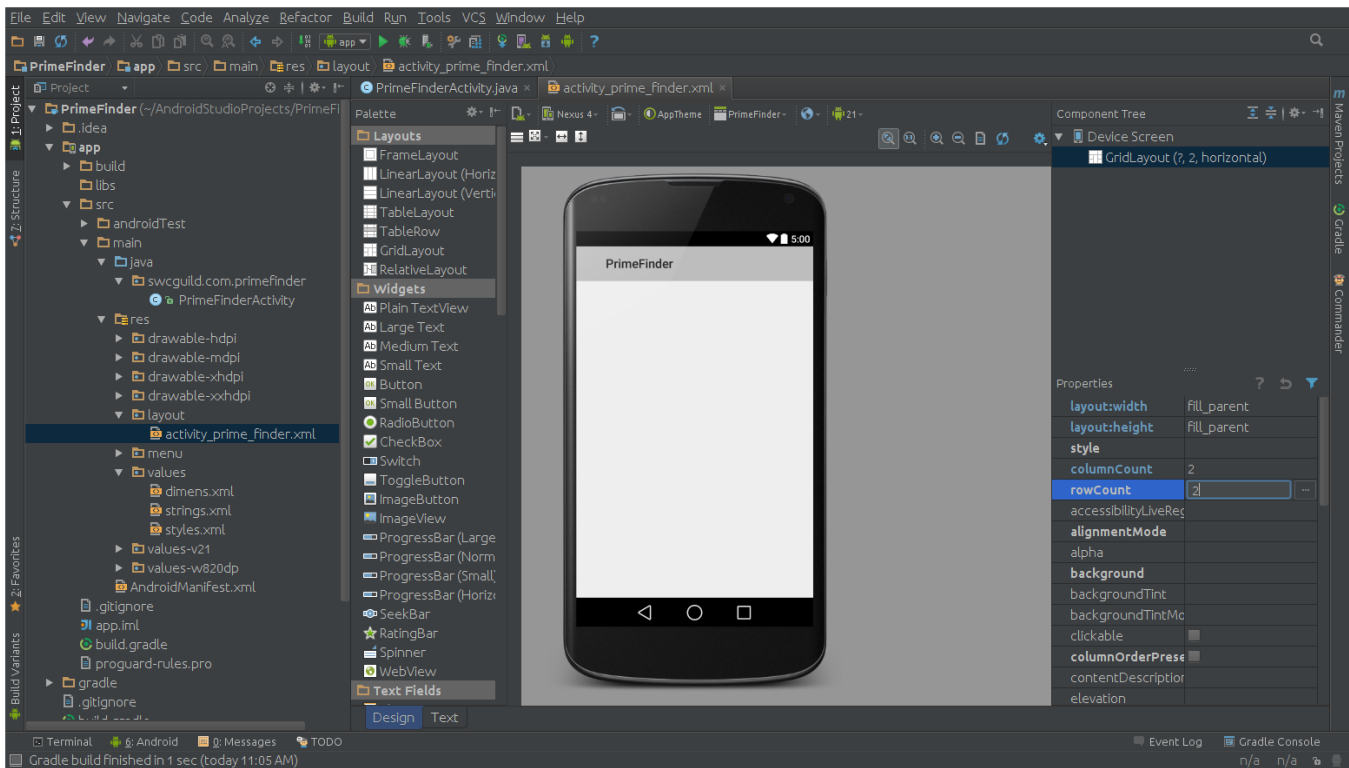 File Edit View Navigate Code Analyze Refactor Build Run Tools VCS Window Help
app
PrimeFinder app src main res layout activity_prime_finder.xml
1: Project
Z: Structure
2: Favorites
Build Variants
Project
PrimeFinder (~/AndroidStudioProjects/PrimeFi
.idea
app
build
libs
src
androidTest
main
java
swcguild.com.primefinder
PrimeFinderActivity
res
drawable-hdpi
drawable-mdpi
drawable-xhdpi
drawable-xxhdpi
layout
activity_prime_finder.xml
menu
values
dimens.xml
strings.xml
styles.xml
values-v21
values-w820dp
AndroidManifest.xml
.gitignore
app.iml
build.gradle
proguard-rules.pro
gradle
.gitignore
PrimeFinderActivity.java × activity_prime_finder.xml ×
Palette
Layouts
FrameLayout
LinearLayout (Horiz
LinearLayout (Verti
TableLayout
TableRow
GridLayout
RelativeLayout
Widgets
Ab Plain TextView
Ab Large Text
Ab Medium Text
Ab Small Text
OK Button
OK Small Button
RadioButton
CheckBox
Switch
ToggleButton
ImageButton
ImageView
ProgressBar (Large
ProgressBar (Norm
ProgressBar (Small)
ProgressBar (Horizo
SeekBar
RatingBar
Spinner
WebView
Text Fields
Nexus 4 AppTheme PrimeFinder 21
5:00
PrimeFinder
Design Text
Component Tree
Device Screen
GridLayout (?, 2, horizontal)
Properties
layout:width fill_parent
layout:height fill_parent
style
columnCount 2
rowCount 2 ...
accessibilityLiveReg
alignmentMode
alpha
background
backgroundTint
backgroundTintMo
clickable
columnOrderPrese
contentDescription
elevation
Maven Projects
Gradle
Commander
Terminal 6: Android 0: Messages TODO Event Log Gradle Console
Gradle build finished in 1 sec (today 11:05 AM) n/a n/a